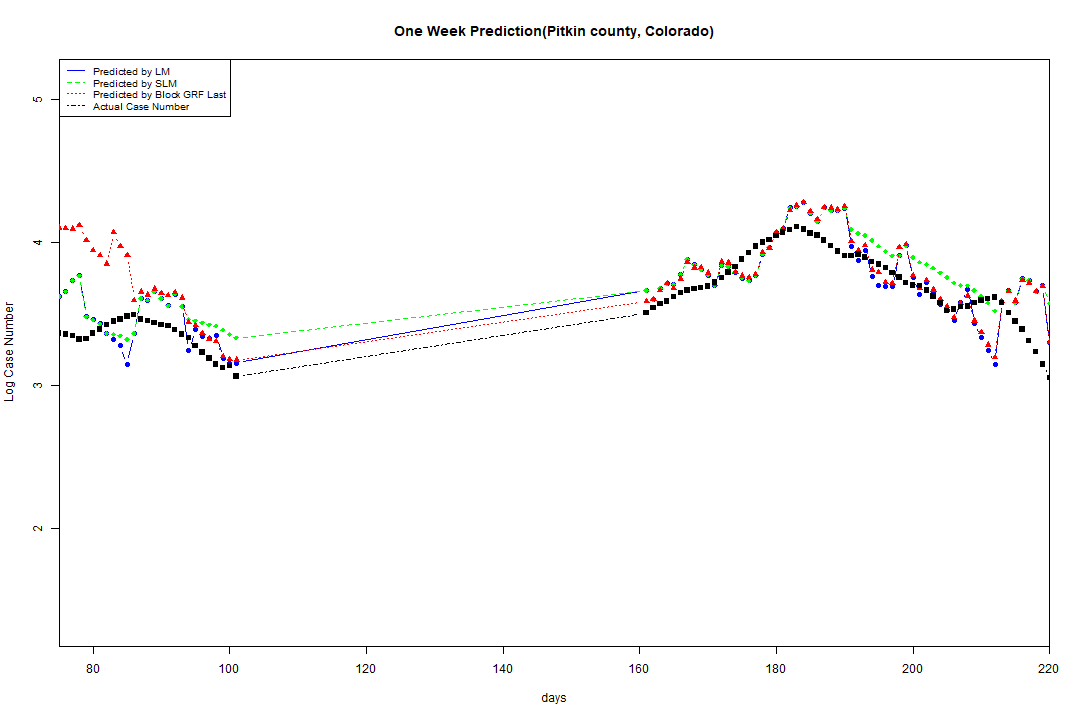 One Week Prediction(Pitkin county, Colorado)
Predicted by LM
Predicted by SLM
Predicted by Block GRF Last
Actual Case Number
5
4
3
2
Log Case Number
80 100 120 140 160 180 200 220
days